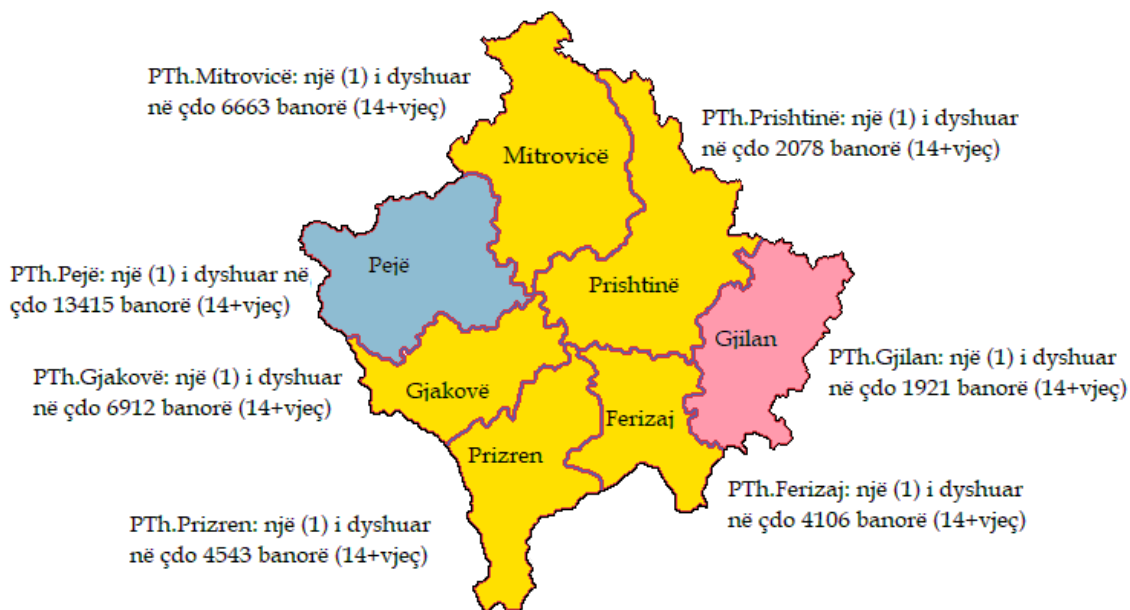 PTh.Mitrovicë: një (1) i dyshuar
në çdo 6663 banorë (14+vjeç)
PTh.Prishtinë: një (1) i dyshuar
në çdo 2078 banorë (14+vjeç)
Mitrovicë
Pejë
PTh.Pejë: një (1) i dyshuar në
çdo 13415 banorë (14+vjeç)
Prishtinë
Gjilan
PTh.Gjilan: një (1) i dyshuar
në çdo 1921 banorë (14+vjeç)
PTh.Gjakovë: një (1) i dyshuar
në çdo 6912 banorë (14+vjeç)
Gjakovë
Ferizaj
Prizren
PTh.Ferizaj: një (1) i dyshuar
në çdo 4106 banorë (14+vjeç)
PTh.Prizren: një (1) i dyshuar
në çdo 4543 banorë (14+vjeç)